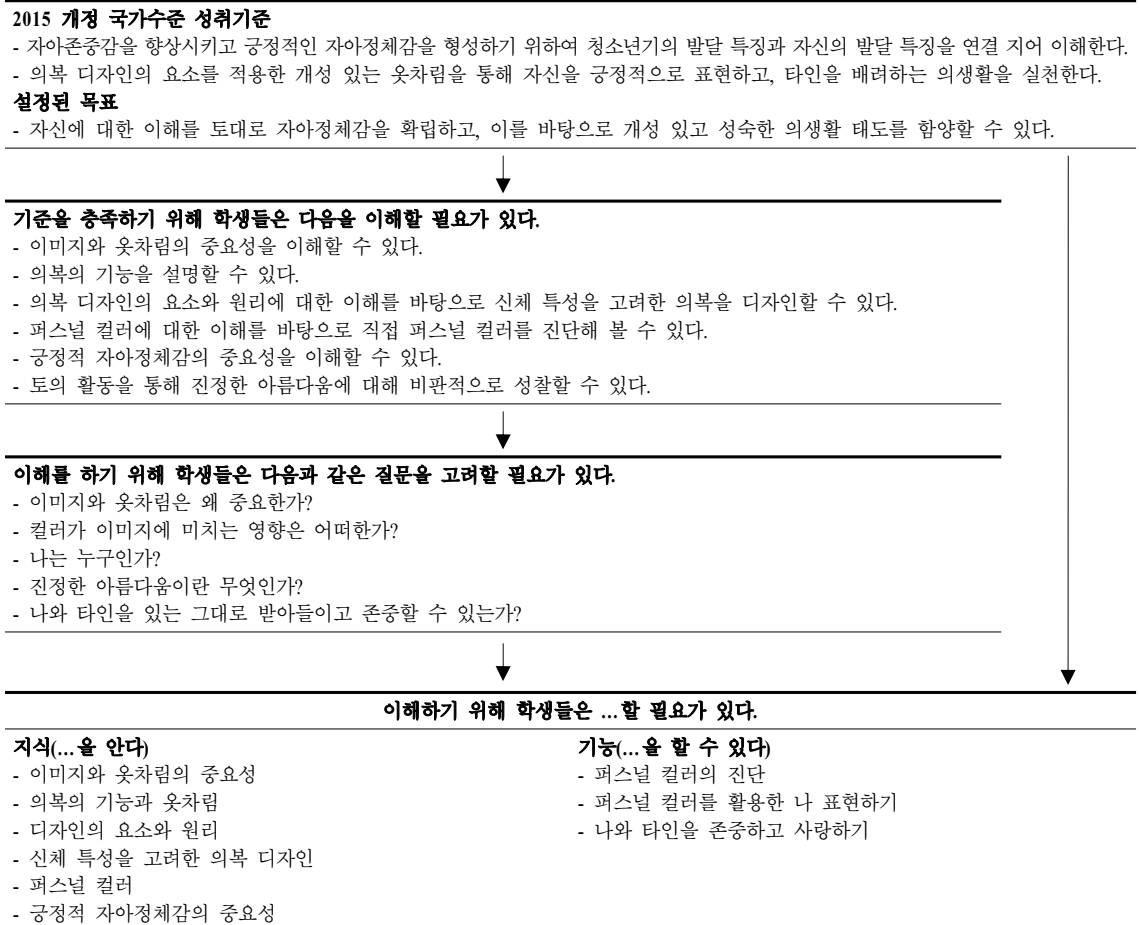 2015 개정 국가수준 성취기준
- 자아존중감을 향상시키고 긍정적인 자아정체감을 형성하기 위하여 청소년기의 발달 특징과 자신의 발달 특징을 연결 지어 이해한다.
- 의복 디자인의 요소를 적용한 개성 있는 옷차림을 통해 자신을 긍정적으로 표현하고, 타인을 배려하는 의생활을 실천한다.
설정된 목표
- 자신에 대한 이해를 토대로 자아정체감을 확립하고, 이를 바탕으로 개성 있고 성숙한 의생활 태도를 함양할 수 있다.
기준을 충족하기 위해 학생들은 다음을 이해할 필요가 있다.
- 이미지와 옷차림의 중요성을 이해할 수 있다.
- 의복의 기능을 설명할 수 있다.
- 의복 디자인의 요소와 원리에 대한 이해를 바탕으로 신체 특성을 고려한 의복을 디자인할 수 있다.
- 퍼스널 컬러에 대한 이해를 바탕으로 직접 퍼스널 컬러를 진단해 볼 수 있다.
- 긍정적 자아정체감의 중요성을 이해할 수 있다.
- 토의 활동을 통해 진정한 아름다움에 대해 비판적으로 성찰할 수 있다.
이해를 하기 위해 학생들은 다음과 같은 질문을 고려할 필요가 있다.
- 이미지와 옷차림은 왜 중요한가?
- 컬러가 이미지에 미치는 영향은 어떠한가?
- 나는 누구인가?
- 진정한 아름다움이란 무엇인가?
- 나와 타인을 있는 그대로 받아들이고 존중할 수 있는가?
이해하기 위해 학생들은 …할 필요가 있다.
지식(…을 안다)
- 이미지와 옷차림의 중요성
- 의복의 기능과 옷차림
- 디자인의 요소와 원리
- 신체 특성을 고려한 의복 디자인
- 퍼스널 컬러
- 긍정적 자아정체감의 중요성
기능(…을 할 수 있다)
- 퍼스널 컬러의 진단
- 퍼스널 컬러를 활용한 나 표현하기
- 나와 타인을 존중하고 사랑하기